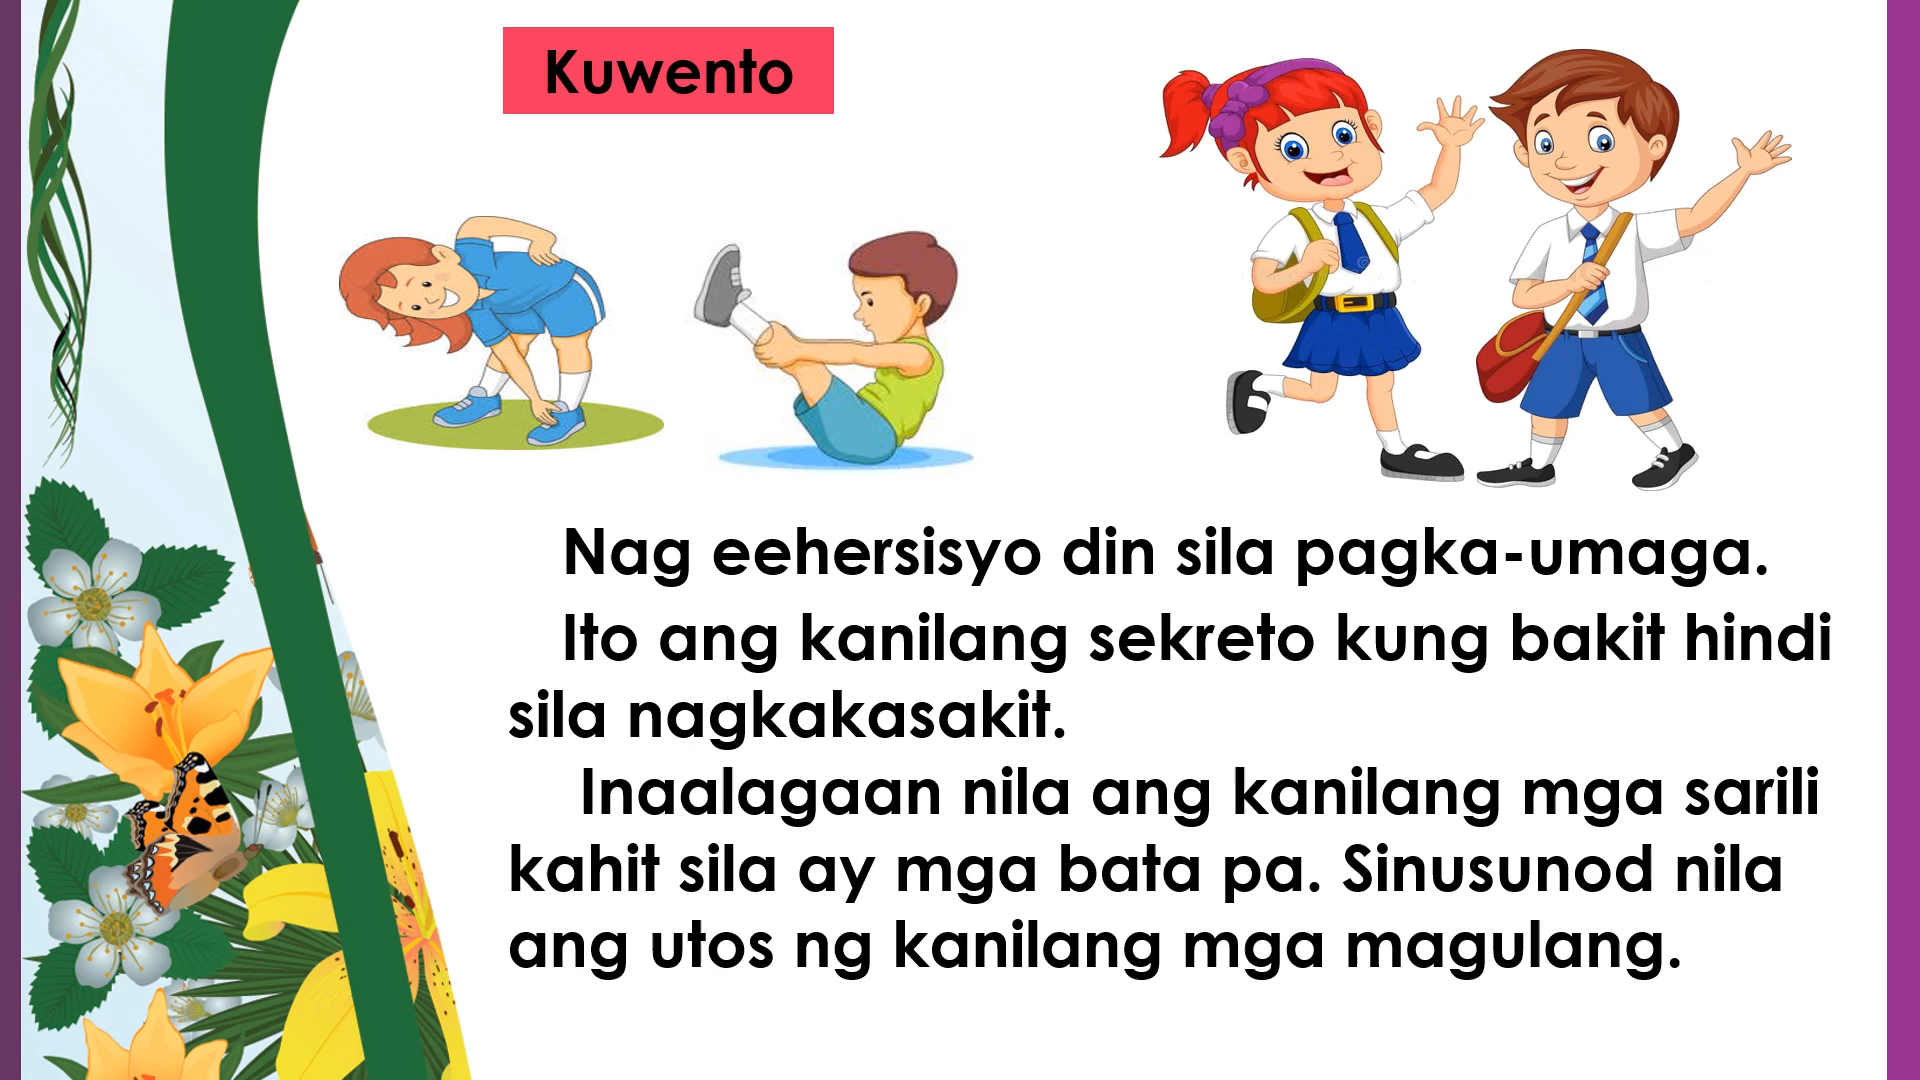 Kuwento
Nag eehersisyo din sila pagka-umaga.
Ito ang kanilang sekreto kung bakit hindi
sila nagkakasakit.
Inaalagaan nila ang kanilang mga sarili
kahit sila ay mga bata pa. Sinusunod nila
ang utos ng kanilang mga magulang.